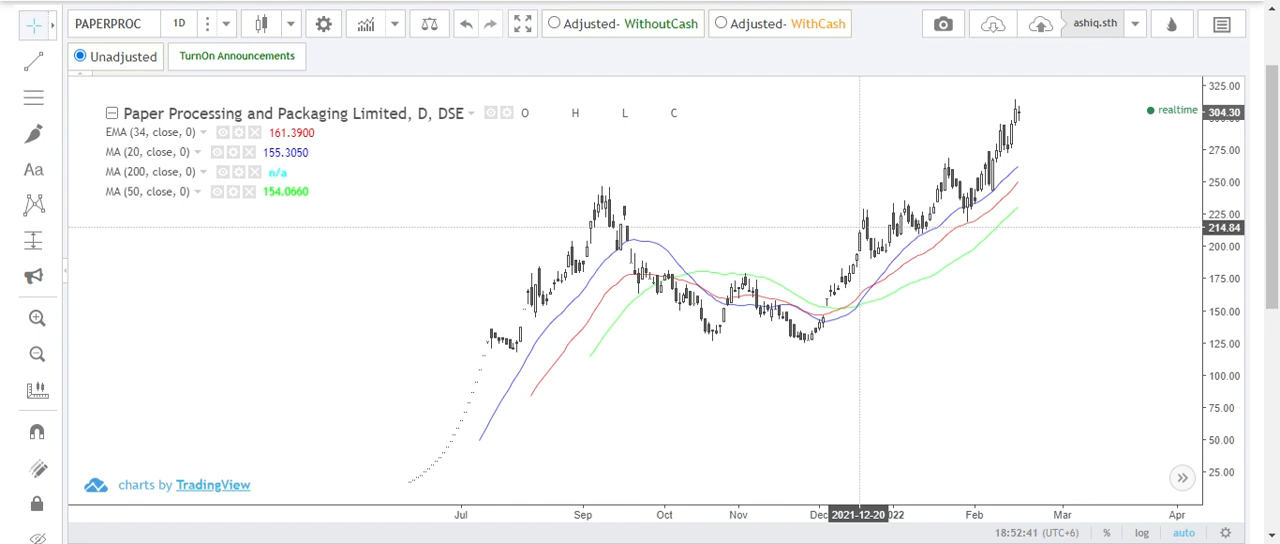 PAPERPROC 1D Adjusted- WithoutCash Adjusted- WithCash ashiq.sth
Unadjusted TurnOn Announcements
Paper Processing and Packaging Limited, D, DSE O H L C
EMA (34, close, 0) 161.3900
MA (20, close, 0) 155.3050
MA (200, close, 0) n/a
MA (50, close, 0) 154.0660
realtime
Aa
325.00
304.30
275.00
250.00
225.00
214.84
200.00
175.00
150.00
125.00
100.00
75.00
50.00
25.00
charts by TradingView
Jul Sep Oct Nov Dec 2021-12-20 022 Feb Mar Apr
18:52:41 (UTC+6) % log auto